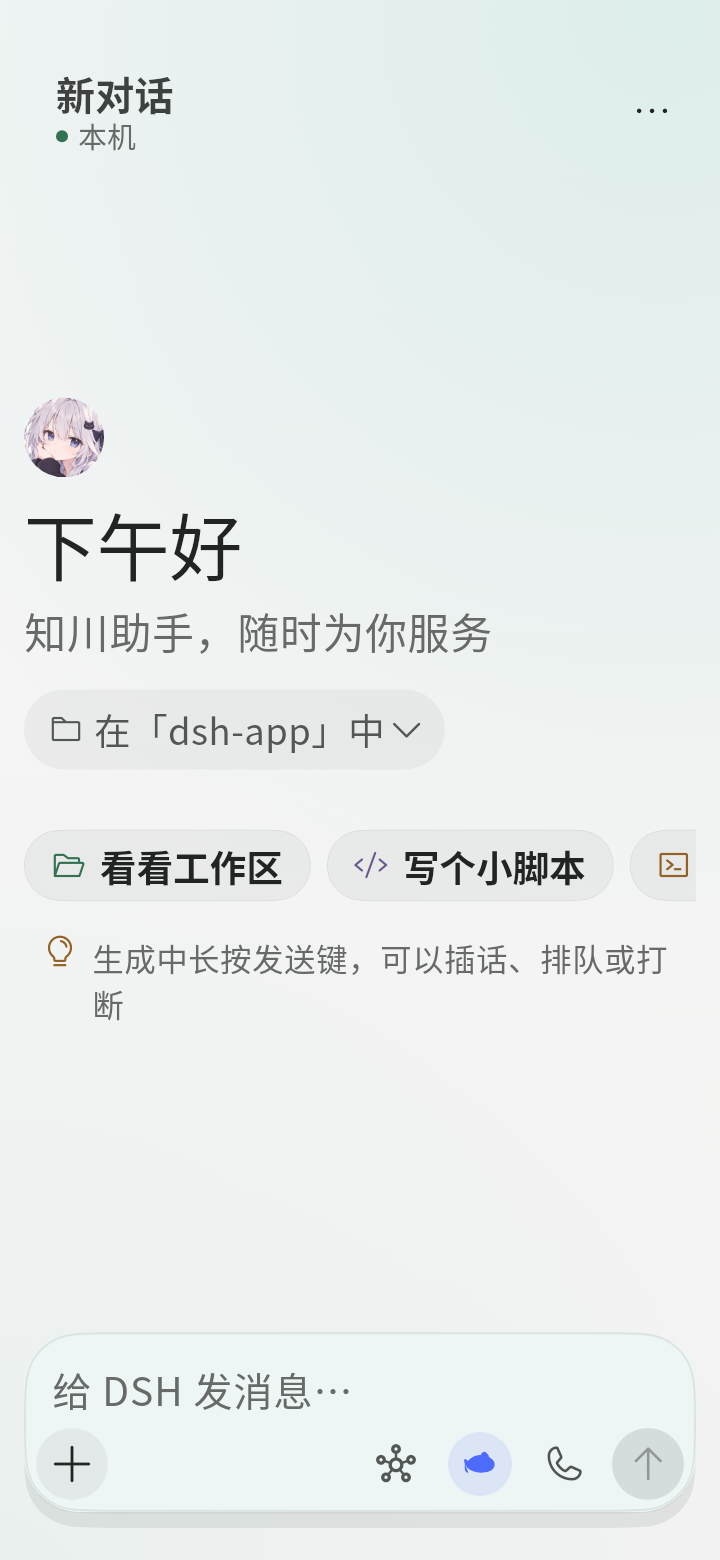 新对话
本机
...
下午好
知川助手，随时为你服务
在「dsh-app」中
看看工作区
写个小脚本
生成中长按发送键，可以插话、排队或打
断
给 DSH 发消息…